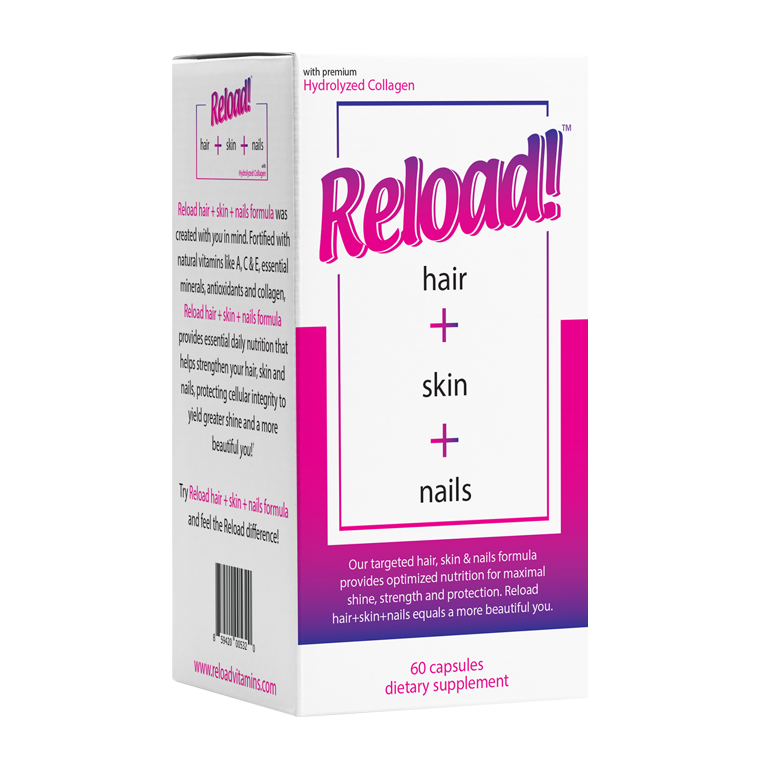 with premium
Hydrolyzed Collagen
Reload!™
hair
+
skin
+
nails
Our targeted hair, skin & nails formula
provides optimized nutrition for maximal
shine, strength and protection. Reload
hair+skin+nails equals a more beautiful you.
60 capsules
dietary supplement
Reload!
hair + skin + nails
with
Hydrolyzed Collagen
Reload hair + skin + nails formula was
created with you in mind. Fortified with
natural vitamins like A, C & E, essential
minerals, antioxidants and collagen,
Reload hair + skin + nails formula
provides essential daily nutrition that
helps strengthen your hair, skin and
nails, protecting cellular integrity to
yield greater shine and a more
beautiful you!
Try Reload hair + skin + nails formula
and feel the Reload difference!
8 59420 00532 0
www.reloadvitamins.com